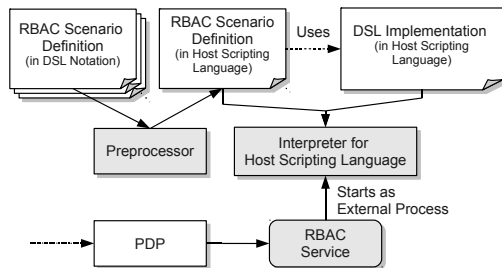 RBAC Scenario
Definition
(in DSL Notation)
RBAC Scenario
Definition
(in Host Scripting
Language)
Uses
DSL Implementation
(in Host Scripting
Language)
Preprocessor
Interpreter for
Host Scripting Language
Starts as
External Process
PDP
RBAC
Service